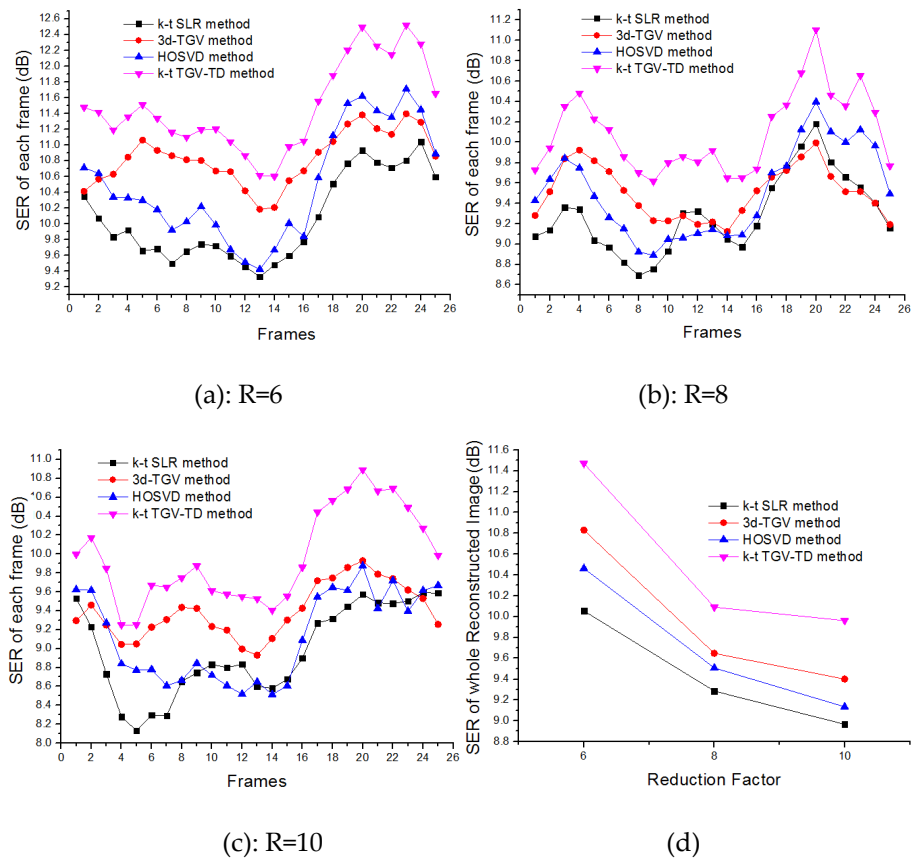 k-t SLR method
3d-TGV method
HOSVD method
k-t TGV-TD method
SER of each frame (dB)
12.6
12.4
12.2
12.0
11.8
11.6
11.4
11.2
11.0
10.8
10.6
10.4
10.2
10.0
9.8
9.6
9.4
9.2
0 2 4 6 8 10 12 14 16 18 20 22 24 26
Frames
(a): R=6
k-t SLR method
3d-TGV method
HOSVD method
k-t TGV-TD method
SER of each frame (dB)
11.2
11.0
10.8
10.6
10.4
10.2
10.0
9.8
9.6
9.4
9.2
9.0
8.8
8.6
0 2 4 6 8 10 12 14 16 18 20 22 24 26
Frames
(b): R=8
k-t SLR method
3d-TGV method
HOSVD method
k-t TGV-TD method
SER of each frame (dB)
11.0
10.8
10.6
10.4
10.2
10.0
9.8
9.6
9.4
9.2
9.0
8.8
8.6
8.4
8.2
8.0
0 2 4 6 8 10 12 14 16 18 20 22 24 26
Frames
(c): R=10
k-t SLR method
3d-TGV method
HOSVD method
k-t TGV-TD method
SER of whole Reconstructed Image(dB)
11.6
11.4
11.2
11.0
10.8
10.6
10.4
10.2
10.0
9.8
9.6
9.4
9.2
9.0
8.8
6 8 10
Reduction Factor
(d)